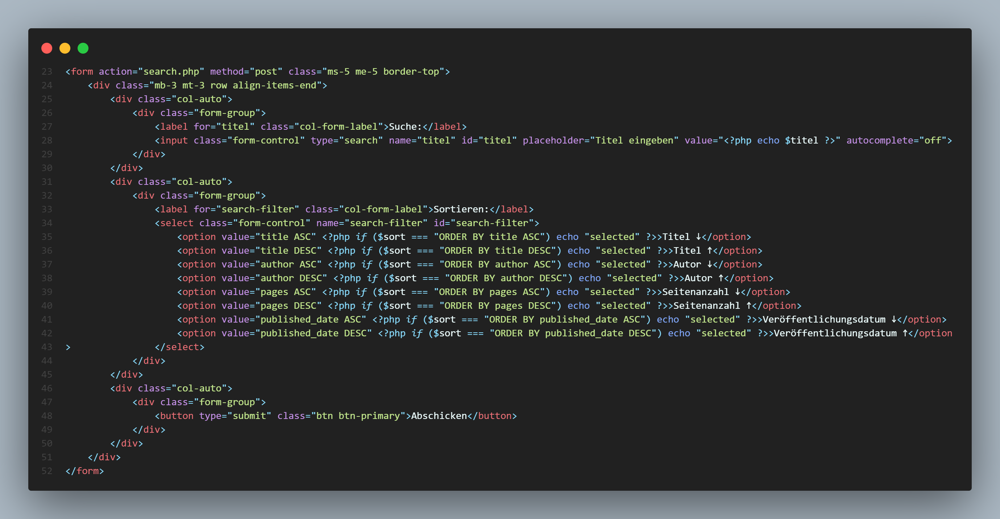 23 <form action="search.php" method="post" class="ms-5 me-5 border-top">
24     <div class="mb-3 mt-3 row align-items-end">
25         <div class="col-auto">
26             <div class="form-group">
27                 <label for="titel" class="col-form-label">Suche:</label>
28                 <input class="form-control" type="search" name="titel" id="titel" placeholder="Titel eingeben" value="<?php echo $titel ?>" autocomplete="off">
29             </div>
30         </div>
31         <div class="col-auto">
32             <div class="form-group">
33                 <label for="search-filter" class="col-form-label">Sortieren:</label>
34                 <select class="form-control" name="search-filter" id="search-filter">
35                     <option value="title ASC" <?php if ($sort === "ORDER BY title ASC") echo "selected" ?>>Titel ↓</option>
36                     <option value="title DESC" <?php if ($sort === "ORDER BY title DESC") echo "selected" ?>>Titel ↑</option>
37                     <option value="author ASC" <?php if ($sort === "ORDER BY author ASC") echo "selected" ?>>Autor ↓</option>
38                     <option value="author DESC" <?php if ($sort === "ORDER BY author DESC") echo "selected" ?>>Autor ↑</option>
39                     <option value="pages ASC" <?php if ($sort === "ORDER BY pages ASC") echo "selected" ?>>Seitenanzahl ↓</option>
40                     <option value="pages DESC" <?php if ($sort === "ORDER BY pages DESC") echo "selected" ?>>Seitenanzahl ↑</option>
41                     <option value="published_date ASC" <?php if ($sort === "ORDER BY published_date ASC") echo "selected" ?>>Veröffentlichungsdatum ↓</option>
42                     <option value="published_date DESC" <?php if ($sort === "ORDER BY published_date DESC") echo "selected" ?>>Veröffentlichungsdatum ↑</option
43 >               </select>
44             </div>
45         </div>
46         <div class="col-auto">
47             <div class="form-group">
48                 <button type="submit" class="btn btn-primary">Abschicken</button>
49             </div>
50         </div>
51     </div>
52 </form>